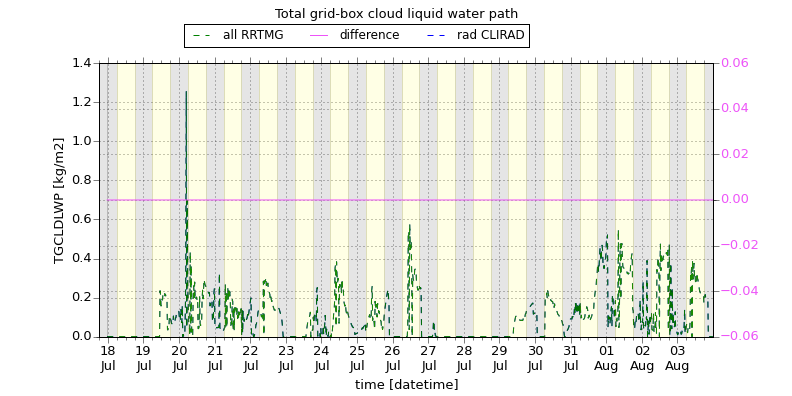 Total grid-box cloud liquid water path
all RRTMG difference rad CLIRAD
1.4 0.06
1.2 0.04
1.0 0.02
0.8 0.00
0.6 −0.02
0.4 −0.04
0.2 −0.06
0.0
TGCLDLWP [kg/m2]
18 19 20 21 22 23 24 25 26 27 28 29 30 31 01 02 03
Jul Jul Jul Jul Jul Jul Jul Jul Jul Jul Jul Jul Jul Jul Aug Aug Aug
time [datetime]